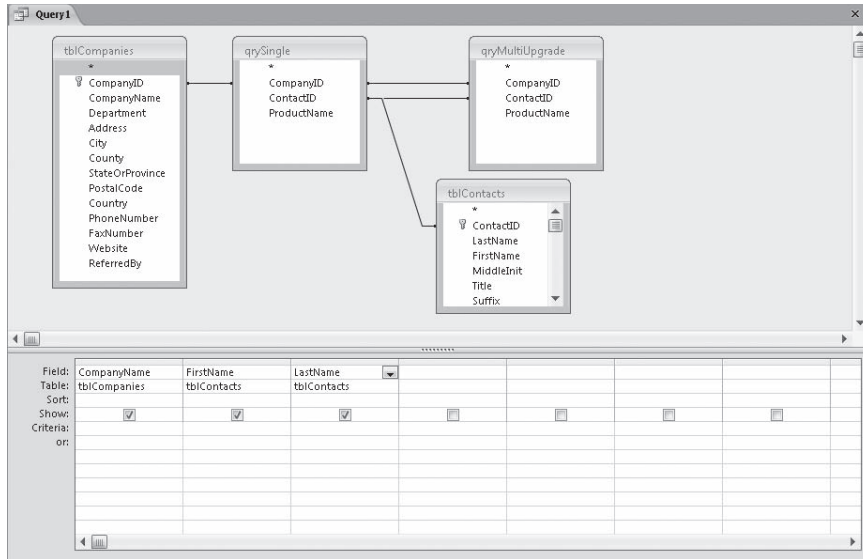 Query1
tblCompanies
*
CompanyID
CompanyName
Department
Address
City
County
StateOrProvince
PostalCode
Country
PhoneNumber
FaxNumber
Website
ReferredBy
qrySingle
*
CompanyID
ContactID
ProductName
qryMultiUpgrade
*
CompanyID
ContactID
ProductName
tblContacts
*
ContactID
LastName
FirstName
MiddleInit
Title
Suffix
Field: CompanyName FirstName LastName
Table: tblCompanies tblContacts tblContacts
Sort:
Show:
Criteria:
or: